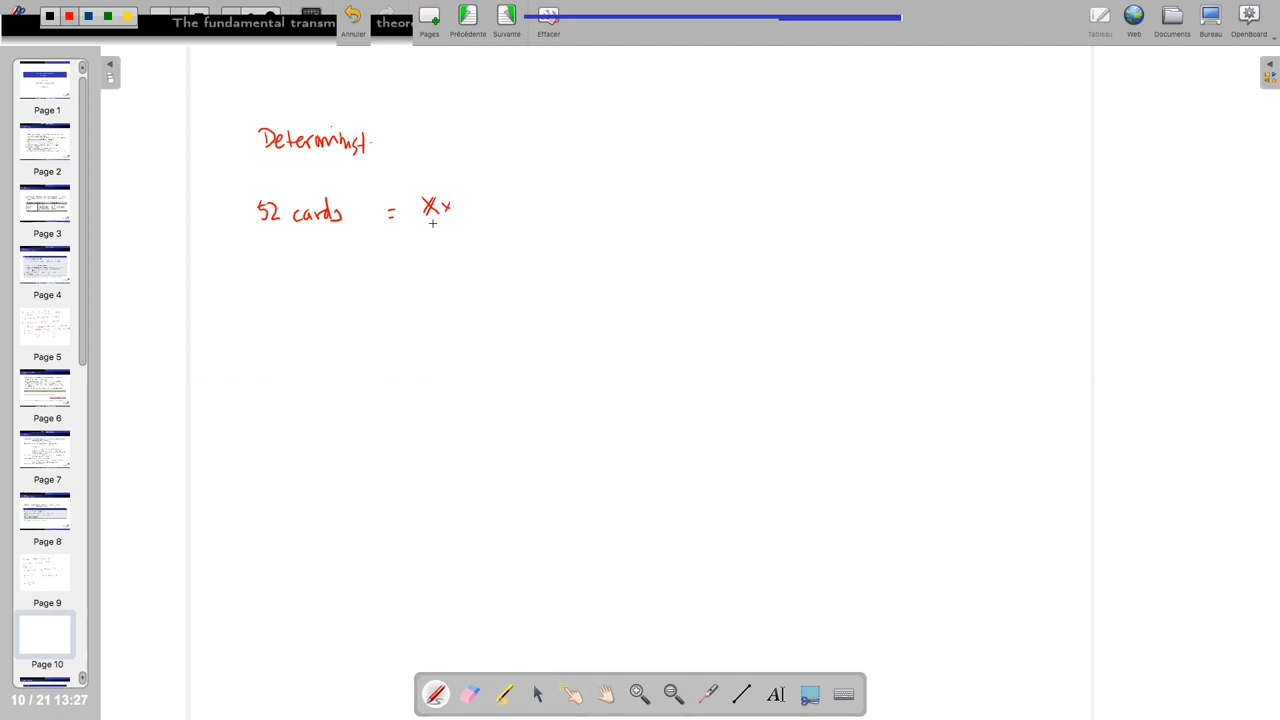 The fundamental transm theore
Annuler
Pages
Précédente
Suivante
Effacer
Tableau
Web
Documents
Bureau
OpenBoard
Page 1
Page 2
Page 3
Page 4
Page 5
Page 6
Page 7
Page 8
Page 9
Page 10
10 / 21 13:27
Determinist.
52 cards = Xx